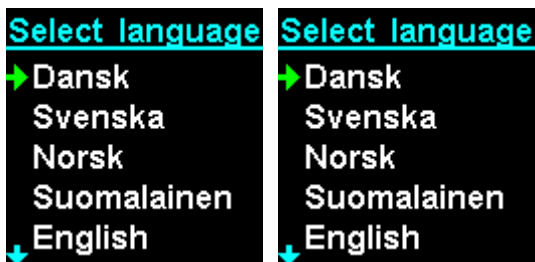 Select language
Dansk
Svenska
Norsk
Suomalainen
English
Select language
Dansk
Svenska
Norsk
Suomalainen
English